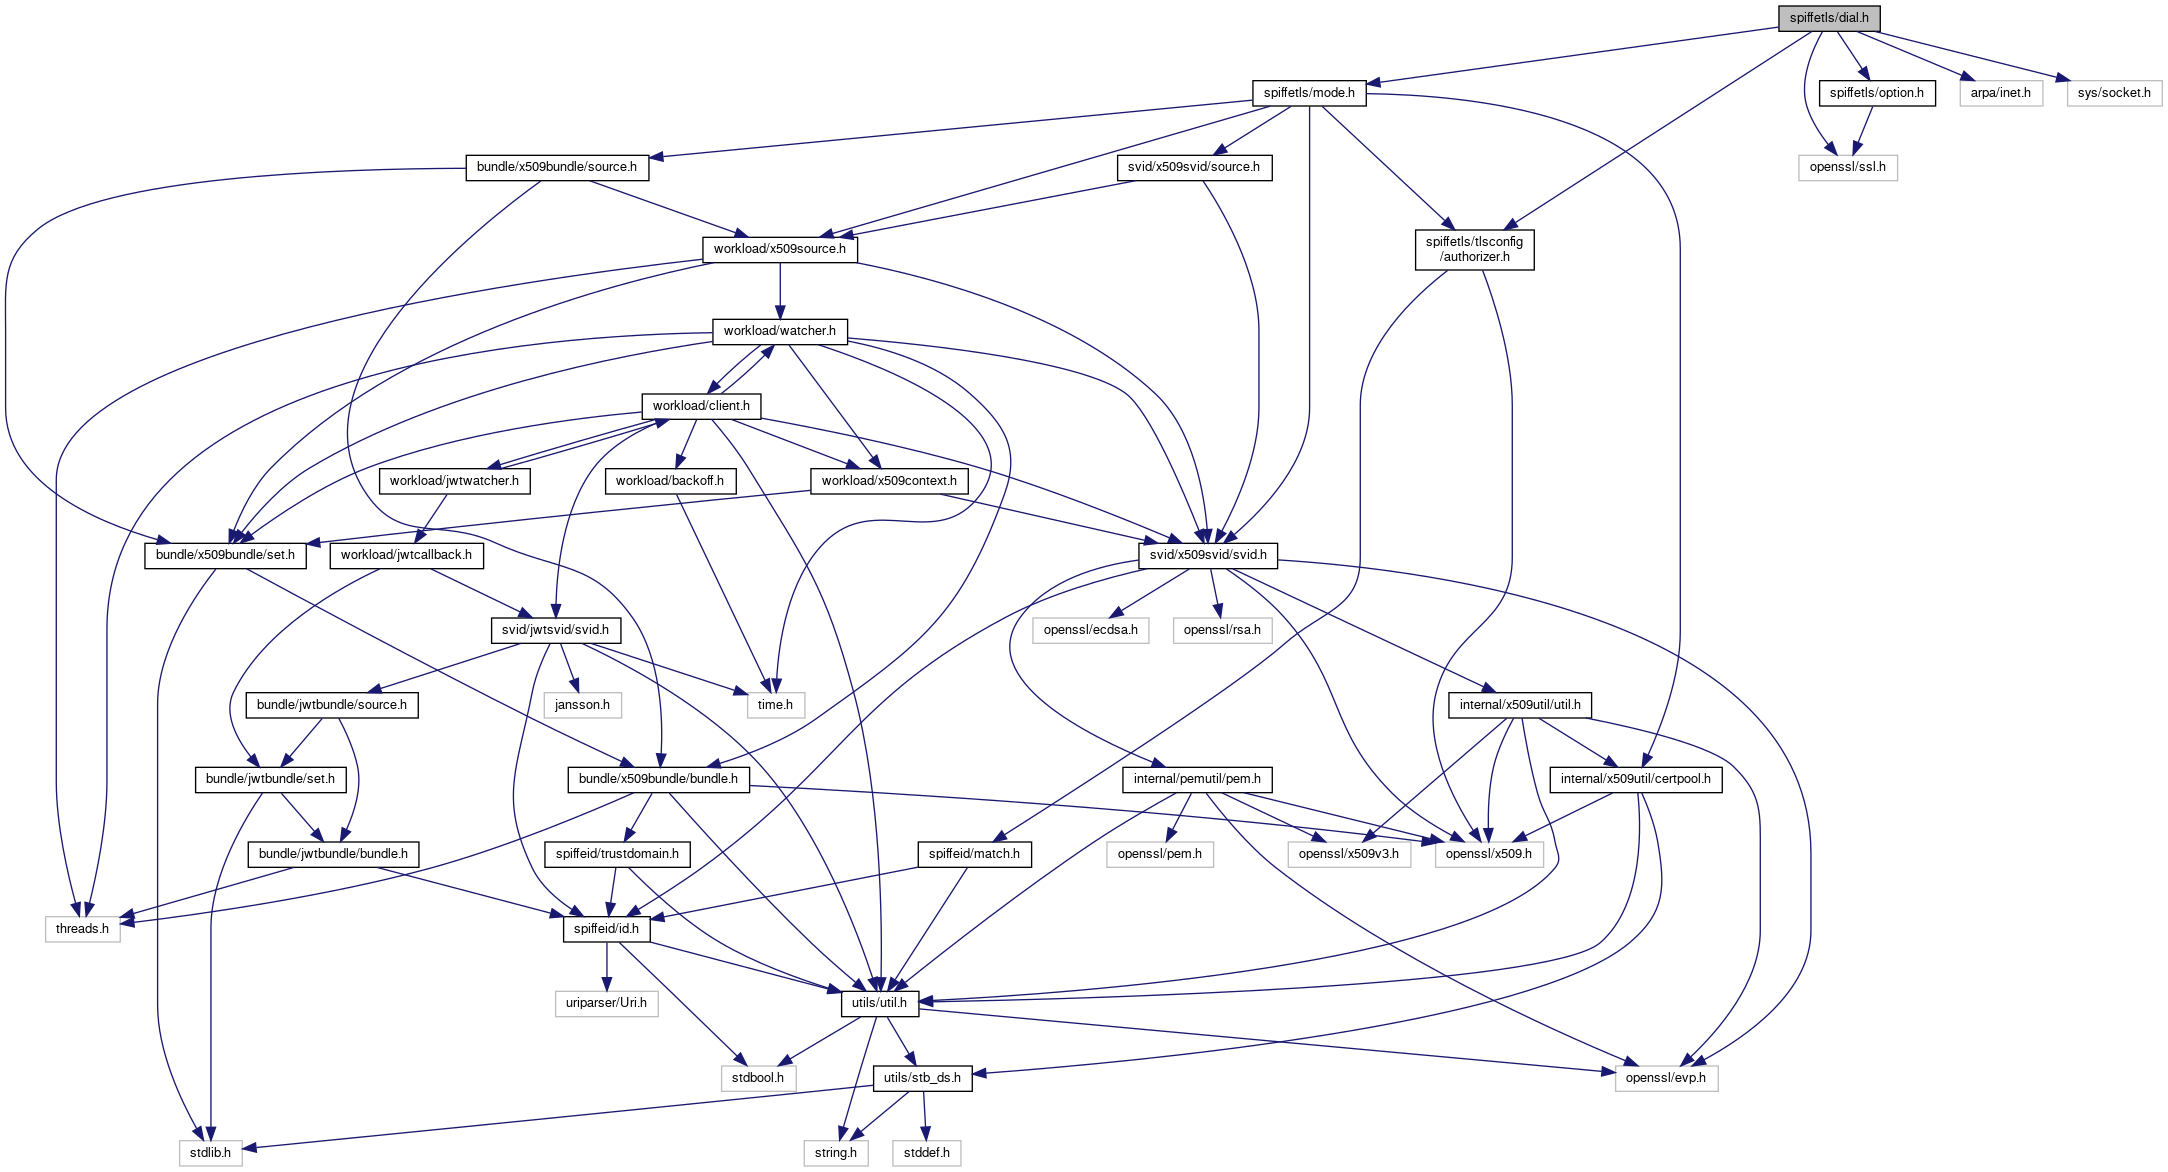 spiffetls/dial.h
spiffetls/mode.h
spiffetls/option.h
arpa/inet.h
sys/socket.h
bundle/x509bundle/source.h
svid/x509svid/source.h
openssl/ssl.h
workload/x509source.h
spiffetls/tlsconfig
/authorizer.h
workload/watcher.h
workload/client.h
workload/jwtwatcher.h
workload/backoff.h
workload/x509context.h
bundle/x509bundle/set.h
workload/jwtcallback.h
svid/x509svid/svid.h
svid/jwtsvid/svid.h
openssl/ecdsa.h
openssl/rsa.h
bundle/jwtbundle/source.h
jansson.h
time.h
internal/x509util/util.h
bundle/jwtbundle/set.h
bundle/x509bundle/bundle.h
internal/pemutil/pem.h
internal/x509util/certpool.h
bundle/jwtbundle/bundle.h
spiffeid/trustdomain.h
spiffeid/match.h
openssl/pem.h
openssl/x509v3.h
openssl/x509.h
threads.h
spiffeid/id.h
uriparser/Uri.h
utils/util.h
stdbool.h
utils/stb_ds.h
openssl/evp.h
stdlib.h
string.h
stddef.h